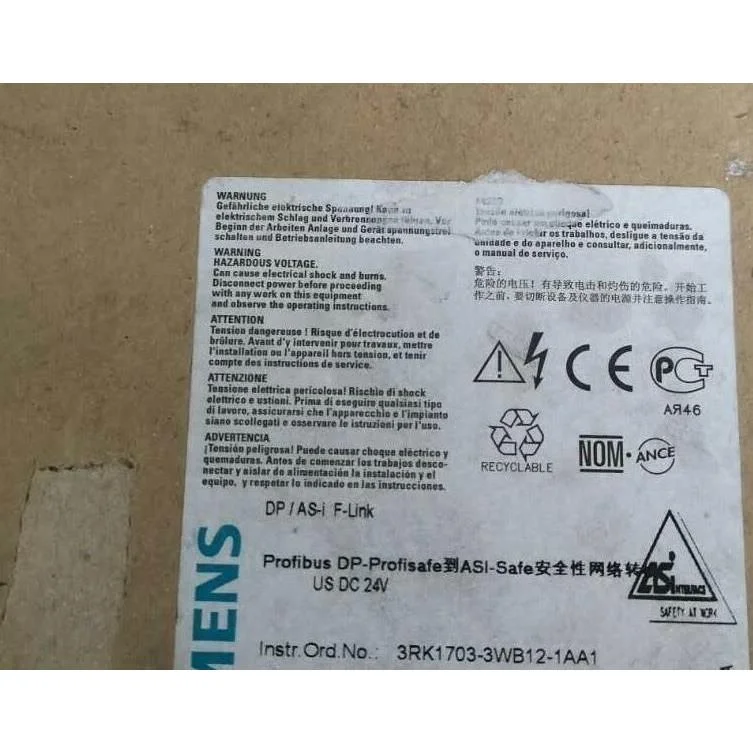 WARNUNG
Gefährliche elektrische Spannung! Kann zu
elektrischem Schlag und Verbrennungen führen. Vor
Beginn der Arbeiten Anlage und Gerät spannungsfrei
schalten und Betriebsanleitung beachten.
WARNING
HAZARDOUS VOLTAGE.
Can cause electrical shock and burns.
Disconnect power before proceeding
with any work on this equipment
and observe the operating instructions.
ATTENTION
Tension dangereuse ! Risque d'électrocution et de
brûlure. Avant d'y intervenir pour travaux, mettre
l'installation ou l'appareil hors tension, et tenir
compte des instructions de service.
ATTENZIONE
Tensione elettrica pericolosa! Rischio di shock
elettrico e ustioni. Prima di eseguire qualsiasi tipo
di lavoro, assicurarsi che l'apparecchio e l'impianto
siano scollegati e osservare le istruzioni per l'uso.
ADVERTENCIA
¡Tensión peligrosa! Puede causar choque eléctrico y
quemaduras. Antes de comenzar los trabajos desco-
nectar y aislar de alimentación la instalación y el
equipo, y respetar lo indicado en las instrucciones.
Tensão elétrica perigosa!
Pode causar um choque elétrico e queimaduras.
Antes de iniciar os trabalhos, desligue a tensão da
unidade e do aparelho e consultar, adicionalmente,
o manual de serviço.
警告:
危险的电压! 有导致电击和灼伤的危险。开始工
作之前, 要切断设备及仪器的电源并注意操作指南。
CE
PCT
АЯ46
RECYCLABLE
NOM-ANCE
DP / AS-i F-Link
Profibus DP-Profisafe到ASI-Safe安全性网络转
US DC 24V
ASi
INTERFACE
SAFETY AT WORK
MENS
Instr.Ord.No.: 3RK1703-3WB12-1AA1